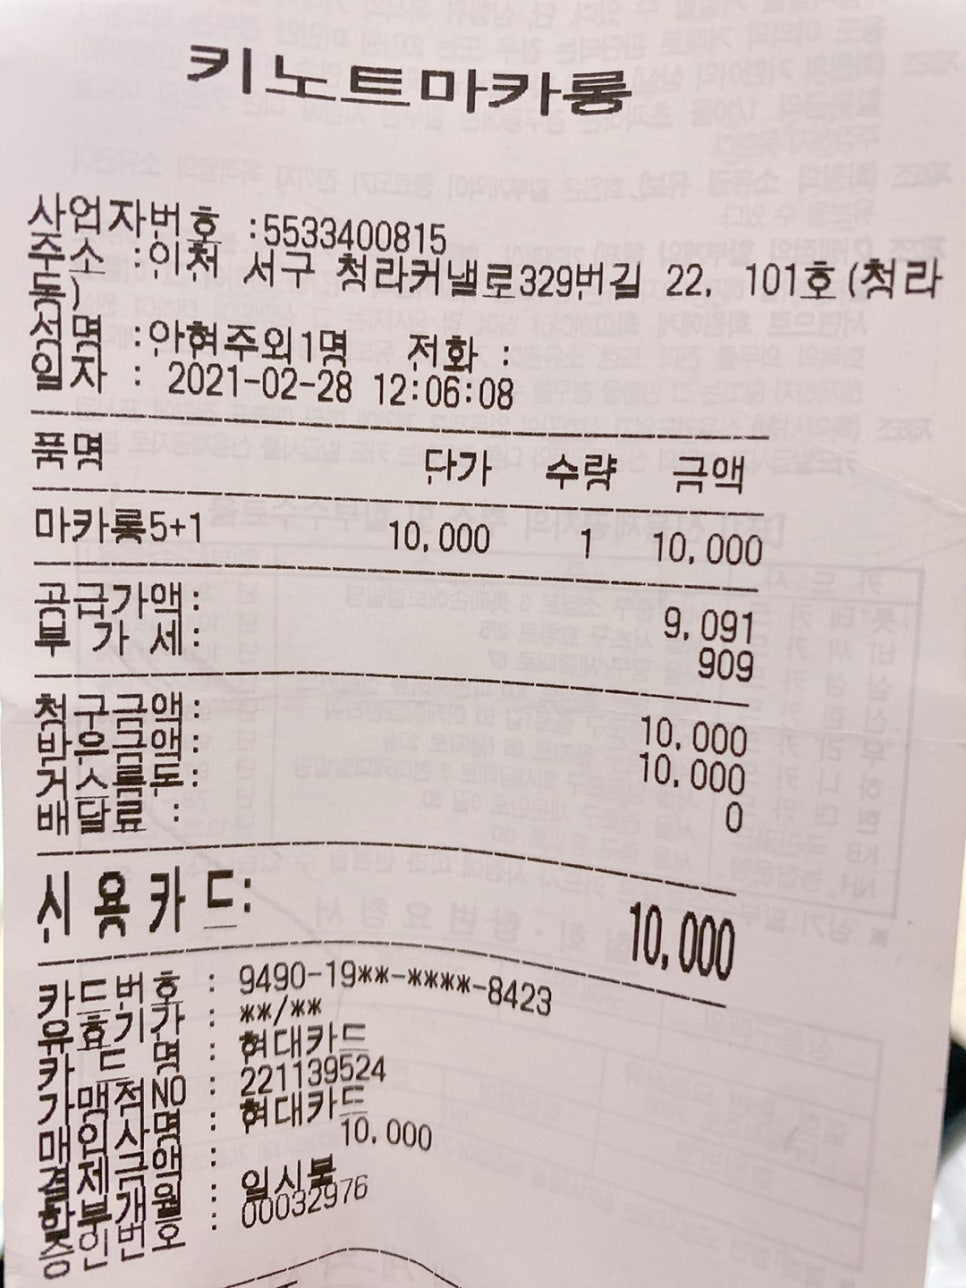 키노트마카롱
사업자번호 :5533400815
주소 :인천 서구 청라커낼로329번길 22, 101호(청라
동)
성명 :안현주외1명 전화 :
일자 : 2021-02-28 12:06:08
품명 단가 수량 금액
마카롱5+1 10,000 1 10,000
공급가액: 9,091
부 가 세: 909
청구금액: 10,000
받은금액: 10,000
거스름돈: 0
배달료 :
신용카드: 10,000
카드번호 : 9490-19**-****-8423
유효기간 : **/**
카 드 명 : 현대카드
가맹점NO : 221139524
매입사명 : 현대카드
결제금액 : 10,000
할부개월 : 일시불
승인번호 : 00032976